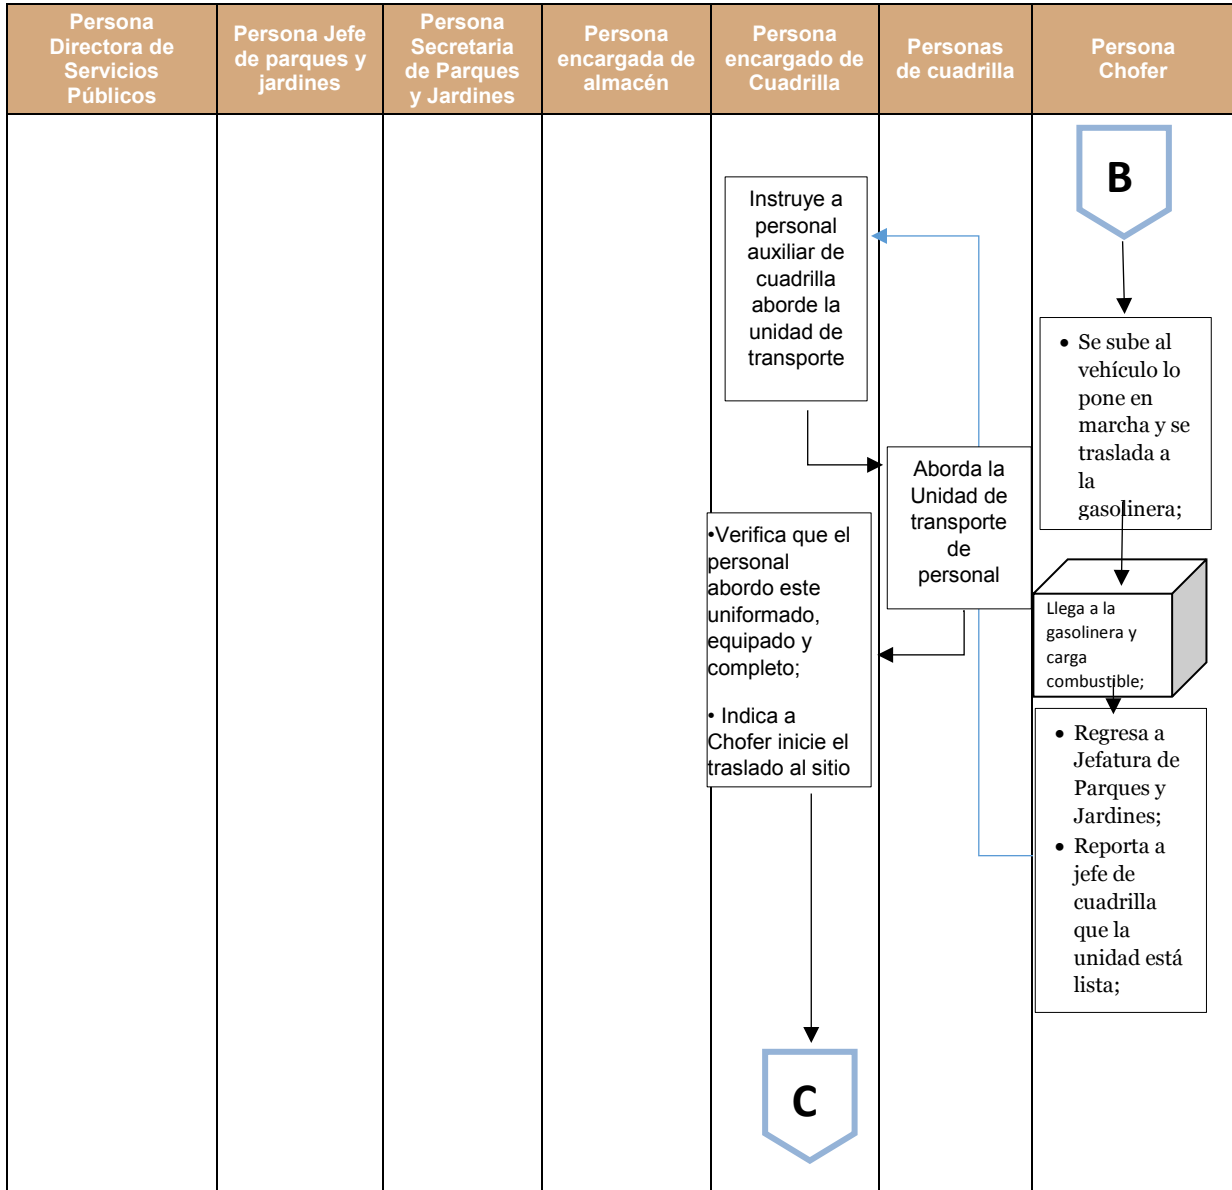 Persona
Directora de
Servicios
Públicos
Persona Jefe
de parques y
jardines
Persona
Secretaria
de Parques
y Jardines
Persona
encargada de
almacén
Persona
encargado de
Cuadrilla
Personas
de cuadrilla
Persona
Chofer
B
Instruye a
personal
auxiliar de
cuadrilla
aborde la
unidad de
transporte
• Se sube al
vehículo lo
pone en
marcha y se
traslada a
la
gasolinera;
Aborda la
Unidad de
transporte
de
personal
•Verifica que el
personal
abordo este
uniformado,
equipado y
completo;
• Indica a
Chofer inicie el
traslado al sitio
Llega a la
gasolinera y
carga
combustible;
• Regresa a
Jefatura de
Parques y
Jardines;
• Reporta a
jefe de
cuadrilla
que la
unidad está
lista;
C